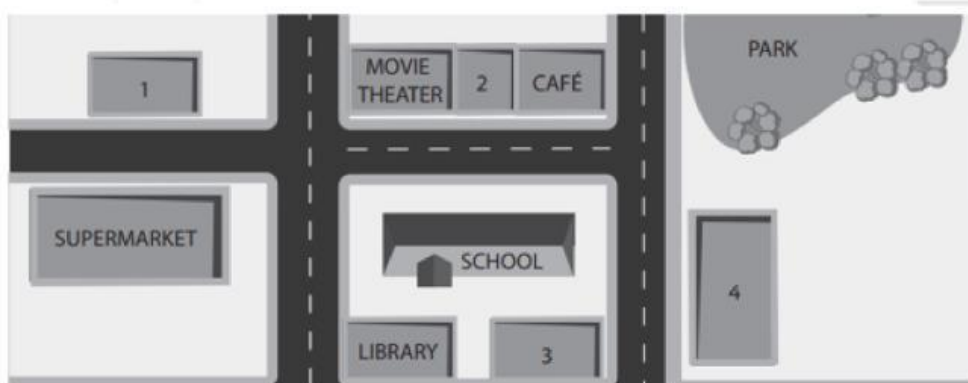 PARK
MOVIE
THEATER
2
CAFÉ
1
SUPERMARKET
SCHOOL
4
LIBRARY
3